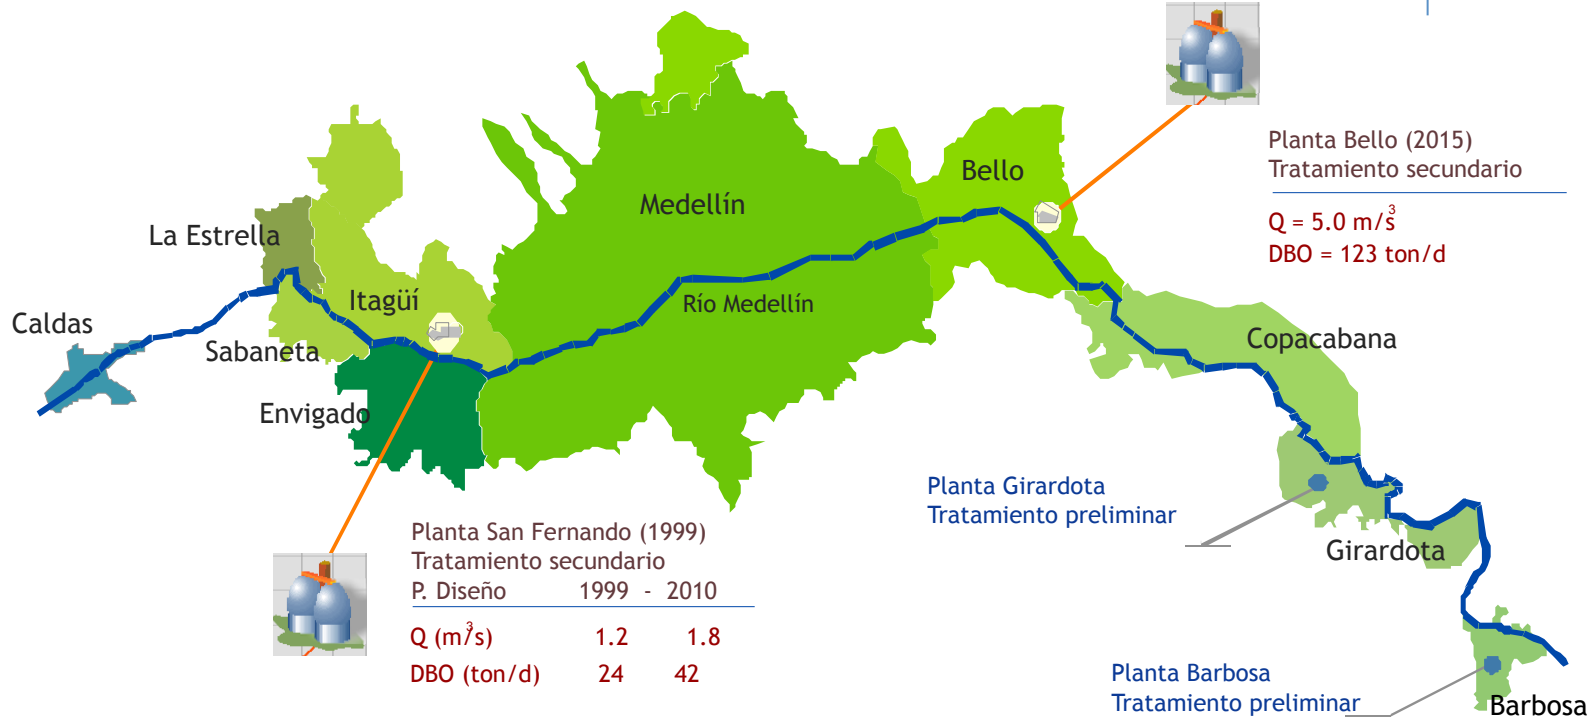 Planta Bello (2015)
Tratamiento secundario
Q = 5.0 m³/s
DBO = 123 ton/d
Bello
Medellín
La Estrella
Itagüí
Río Medellín
Caldas
Sabaneta
Copacabana
Envigado
Planta Girardota
Tratamiento preliminar
Girardota
Planta San Fernando (1999)
Tratamiento secundario
P. Diseño 1999 - 2010
Q (m³/s) 1.2 1.8
DBO (ton/d) 24 42
Planta Barbosa
Tratamiento preliminar
Barbosa